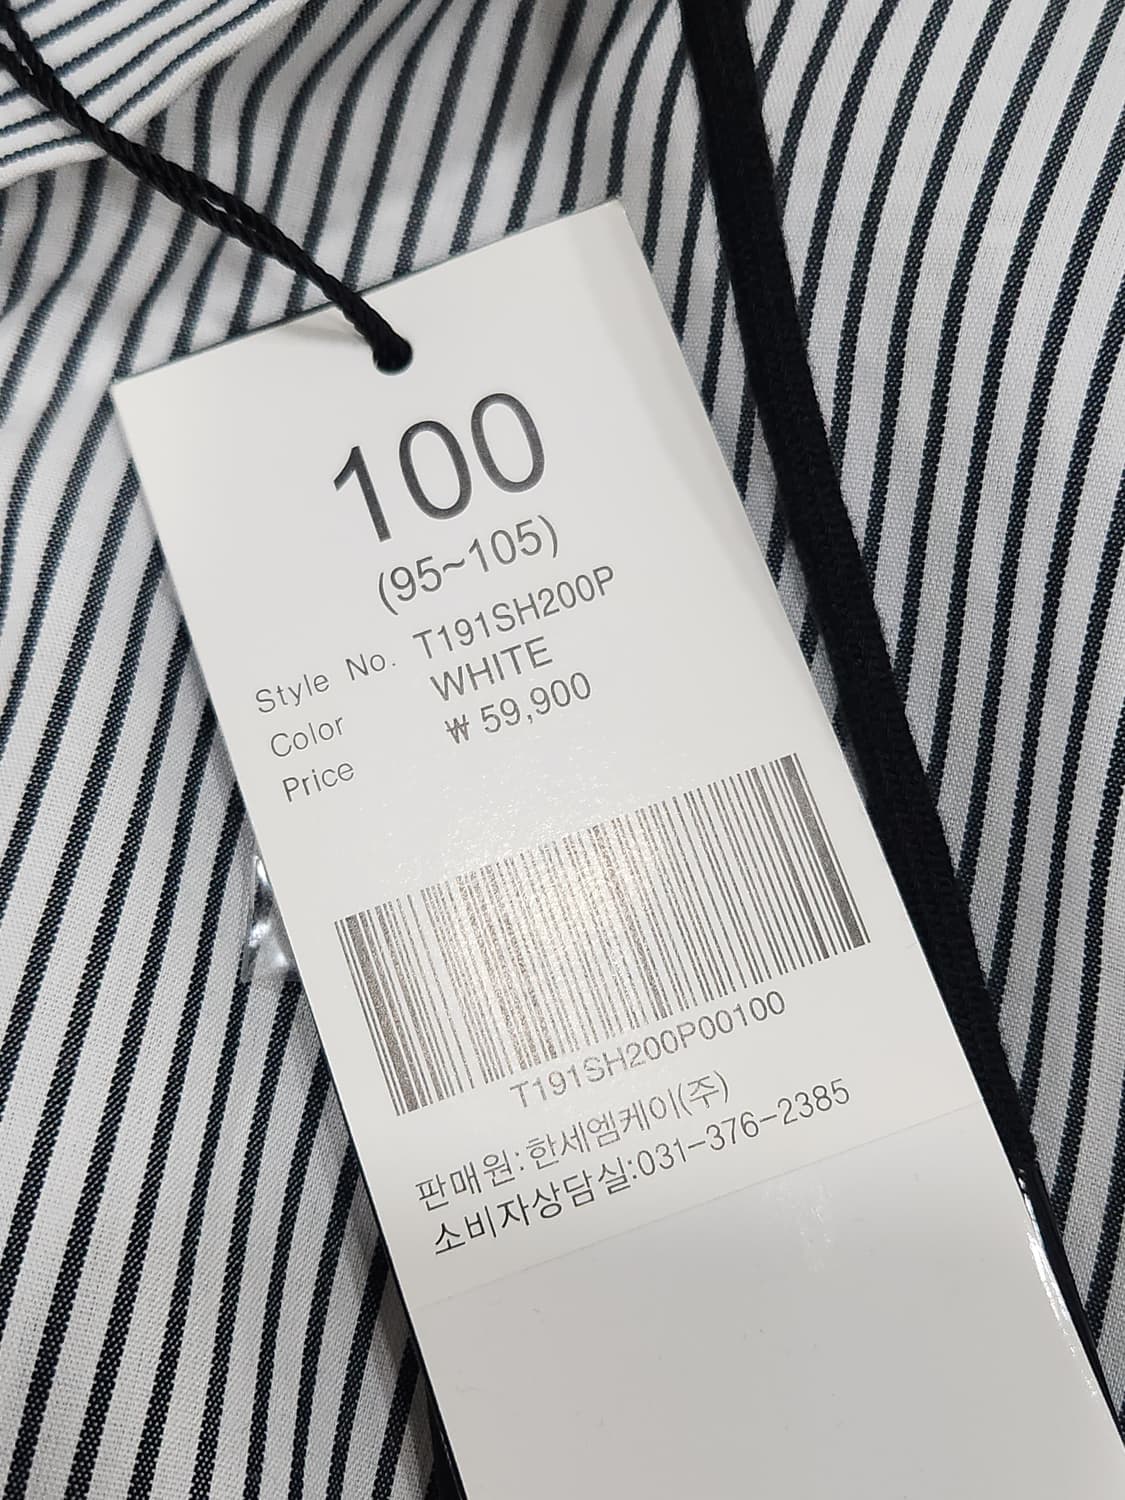 100
(95~105)
Style No. T191SH200P
Color WHITE
Price ₩ 59,900
T191SH200P00100
판매원:한세엠케이(주)
소비자상담실:031-376-2385